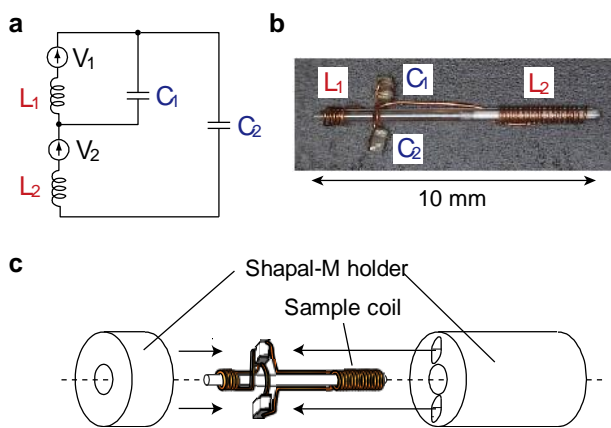 a
V1
L1
C1
V2
C2
L2
b
L1
C1
L2
C2
10 mm
c
Shapal-M holder
Sample coil